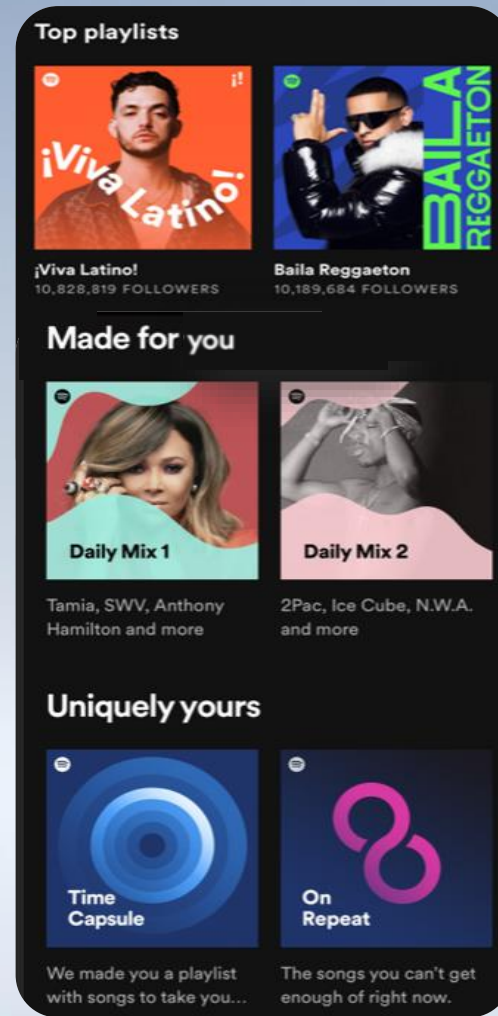 Top playlists
¡!
¡Viva Latino!
BAILA
REGGAETON
¡Viva Latino!
10,828,819 FOLLOWERS
Baila Reggaeton
10,189,684 FOLLOWERS
Made for you
Daily Mix 1
Daily Mix 2
Tamia, SWV, Anthony
Hamilton and more
2Pac, Ice Cube, N.W.A.
and more
Uniquely yours
Time
Capsule
On
Repeat
We made you a playlist
with songs to take you...
The songs you can't get
enough of right now.